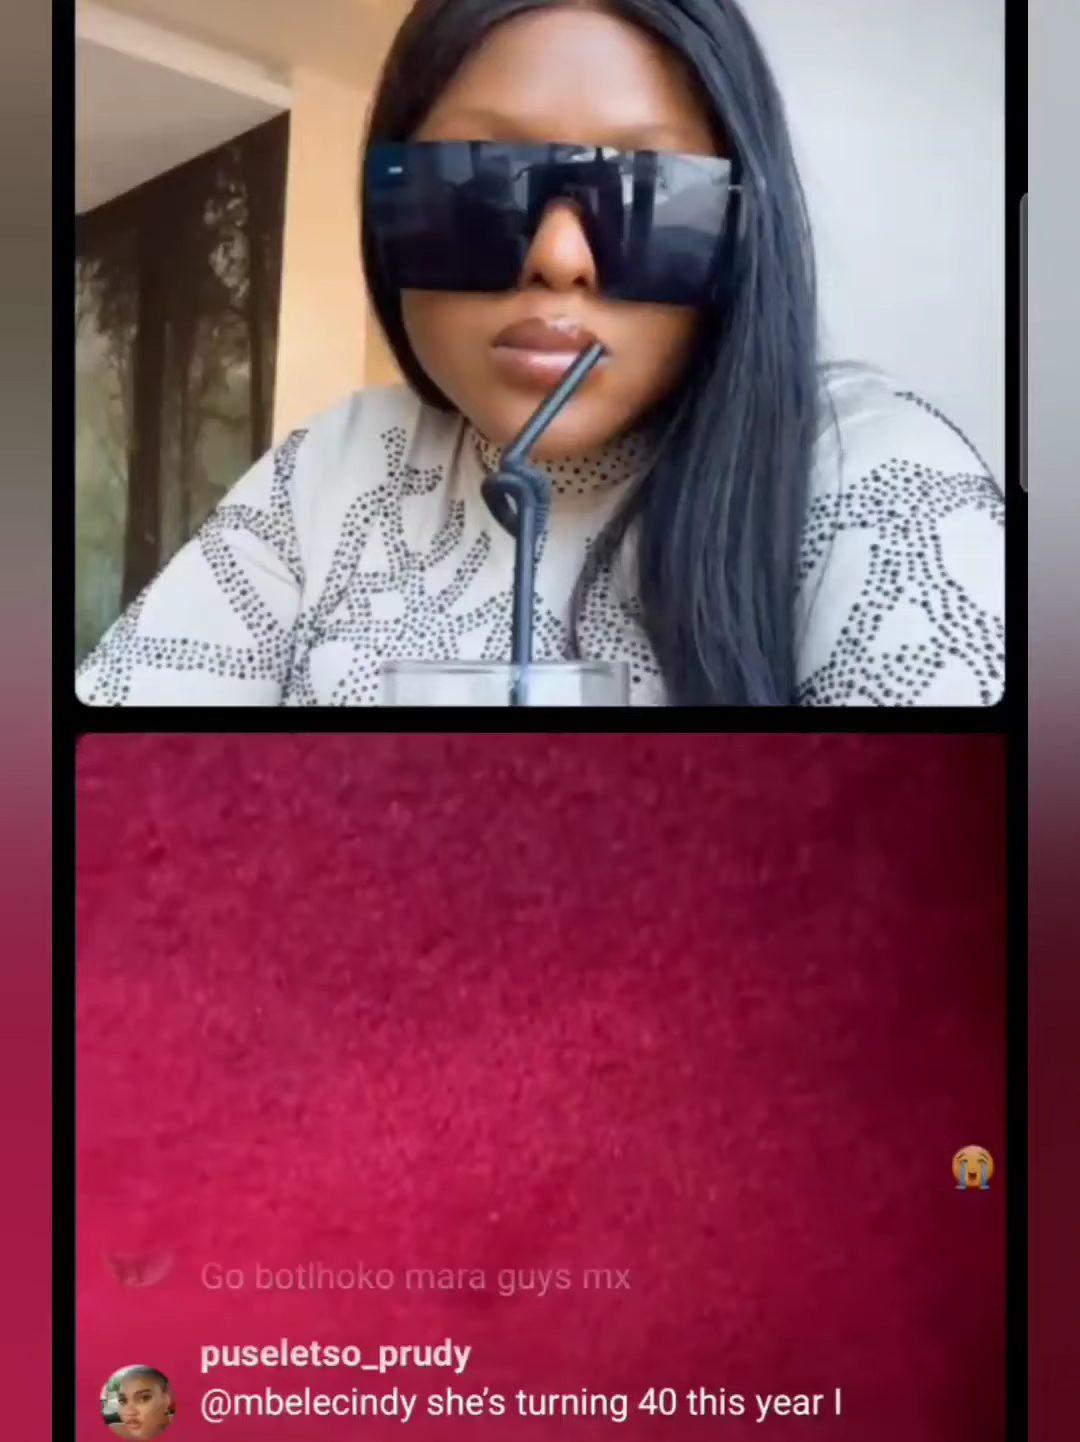 Go botlhoko mara guys mx
puseletso_prudy
@mbelecindy she's turning 40 this year I